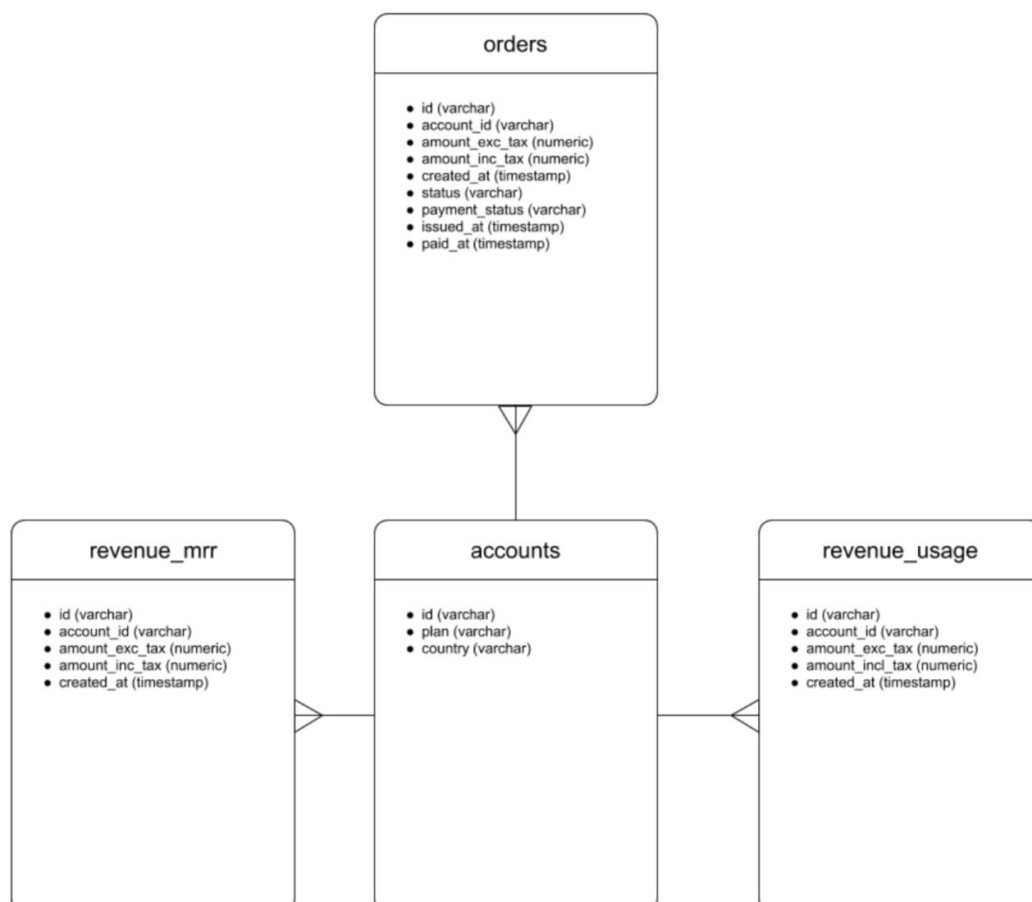 orders
• id (varchar)
• account_id (varchar)
• amount_exc_tax (numeric)
• amount_inc_tax (numeric)
• created_at (timestamp)
• status (varchar)
• payment_status (varchar)
• issued_at (timestamp)
• paid_at (timestamp)
revenue_mrr
• id (varchar)
• account_id (varchar)
• amount_exc_tax (numeric)
• amount_inc_tax (numeric)
• created_at (timestamp)
accounts
• id (varchar)
• plan (varchar)
• country (varchar)
revenue_usage
• id (varchar)
• account_id (varchar)
• amount_exc_tax (numeric)
• amount_incl_tax (numeric)
• created_at (timestamp)